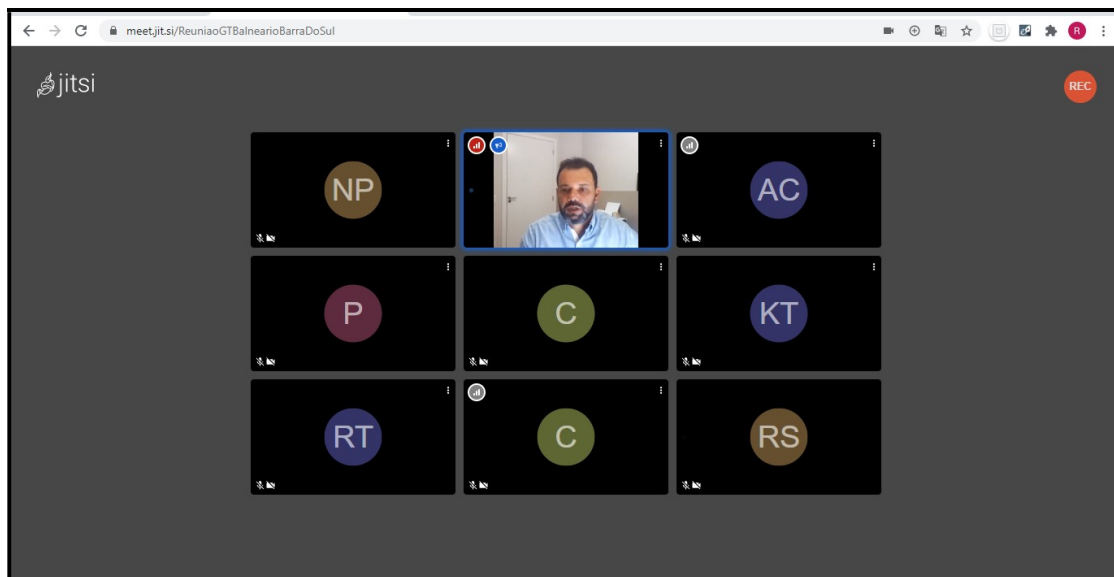 meet.jit.si/ReuniaoGTBalnearioBarraDoSul
R
jitsi
REC
NP
AC
P
C
KT
RT
C
RS